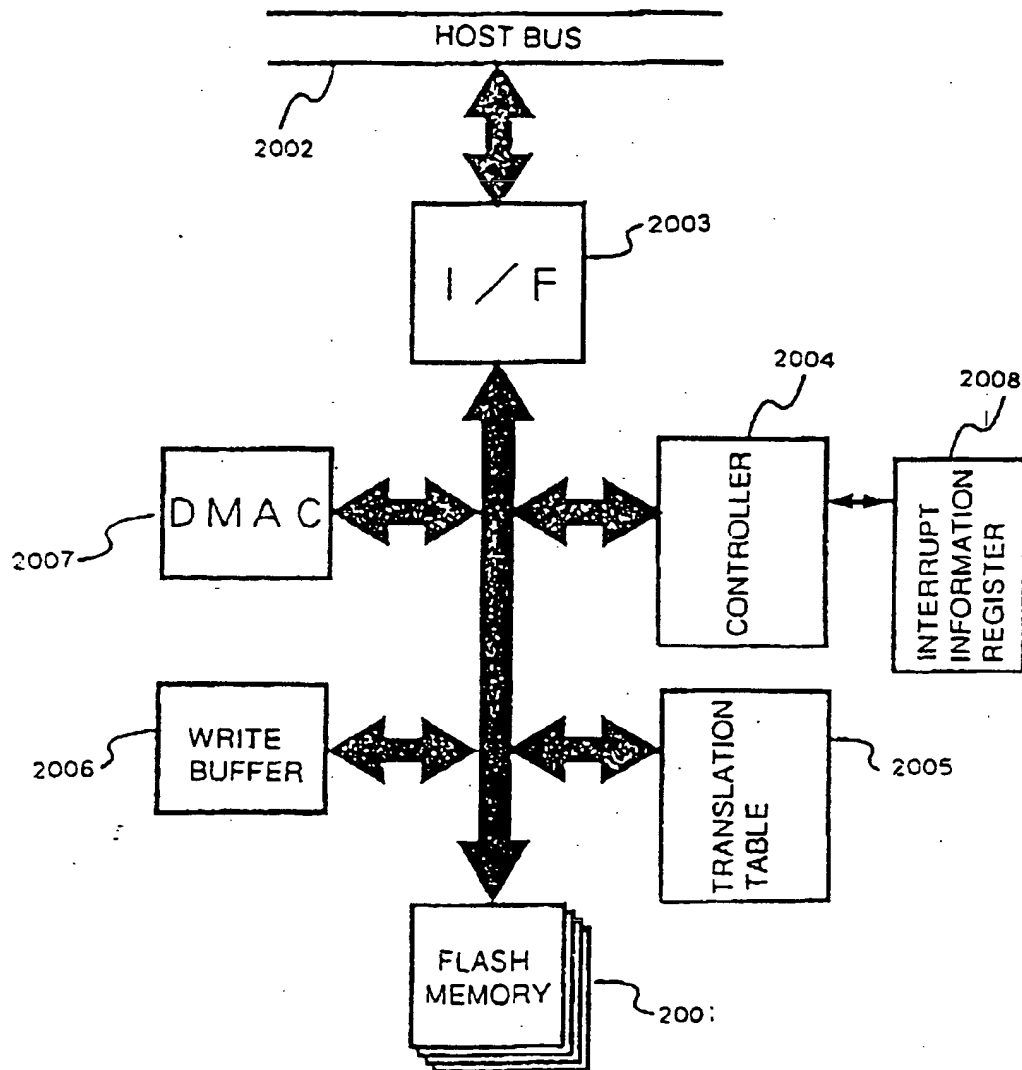 HOST BUS
2002
2003
I/F
2004
2008
DMAC
2007
CONTROLLER
INTERRUPT
INFORMATION
REGISTER
WRITE
BUFFER
2006
TRANSLATION
TABLE
2005
FLASH
MEMORY